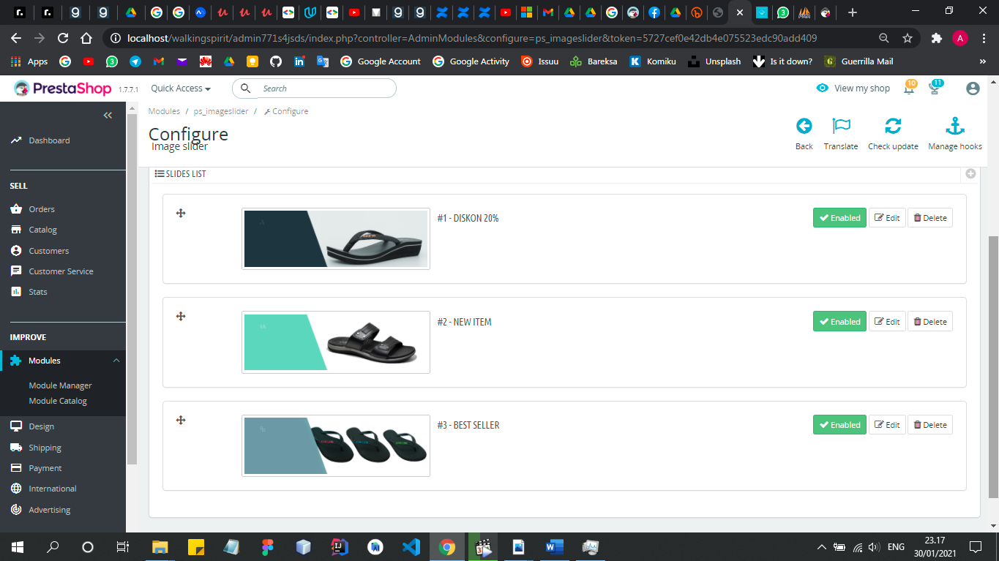 localhost/walkingspirit/admin771s4jsds/index.php?controller=AdminModules&configure=ps_imageslider&token=5727cef0e42db4e075523edc90add409
Apps
Google Account
Google Activity
Issuu
Bareksa
Komiku
Unsplash
Is it down?
Guerrilla Mail
»
PrestaShop 1.7.7.1
Quick Access
Search
View my shop
10
11
Modules / ps_imageslider / Configure
Configure
Image slider
Back
Translate
Check update
Manage hooks
Dashboard
SELL
Orders
Catalog
Customers
Customer Service
Stats
IMPROVE
Modules
Module Manager
Module Catalog
Design
Shipping
Payment
International
Advertising
SLIDES LIST
#1 - DISKON 20%
Enabled
Edit
Delete
#2 - NEW ITEM
Enabled
Edit
Delete
#3 - BEST SELLER
Enabled
Edit
Delete
ENG
23.17
30/01/2021